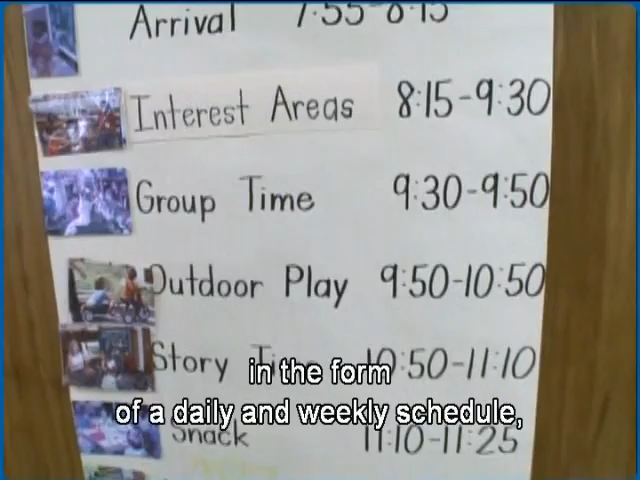 Arrival 7:55-8:15
Interest Areas 8:15-9:30
Group Time 9:30-9:50
Outdoor Play 9:50-10:50
Story Time 10:50-11:10
in the form
of a daily and weekly schedule,
Snack 11:10-11:25